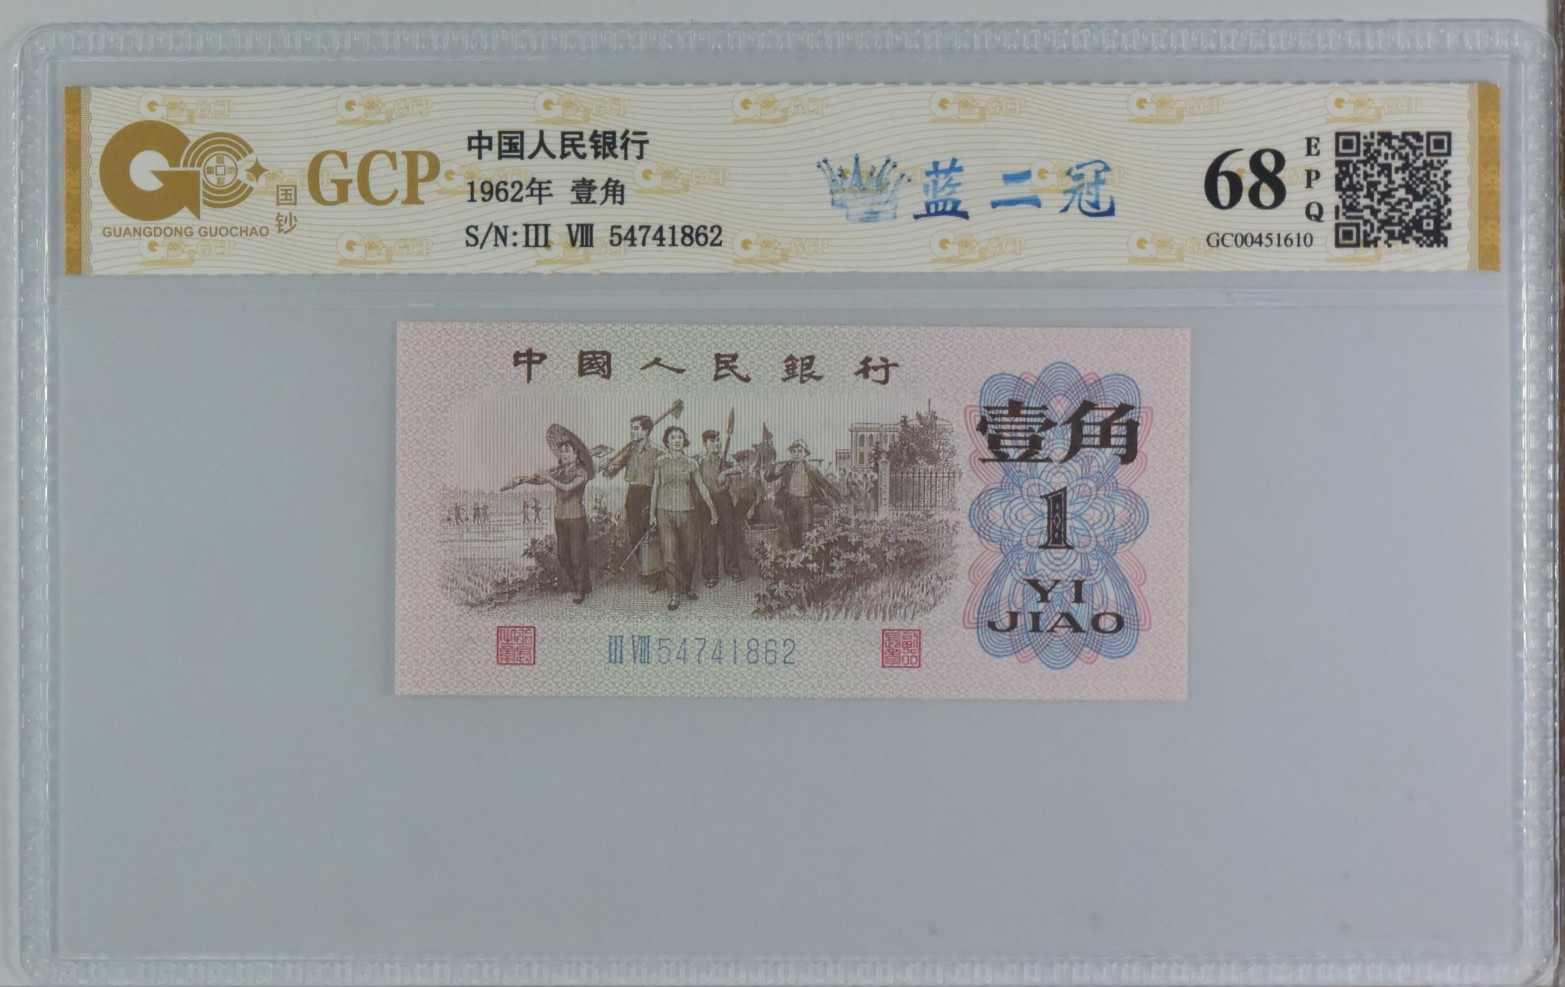 GCP
国钞
GUANGDONG GUOCHAO
中国人民银行
1962年 壹角
S/N:III VIII 54741862
蓝二冠
68
EPQ
GC00451610
中國人民銀行
壹角
1
YI
JIAO
III VIII 54741862